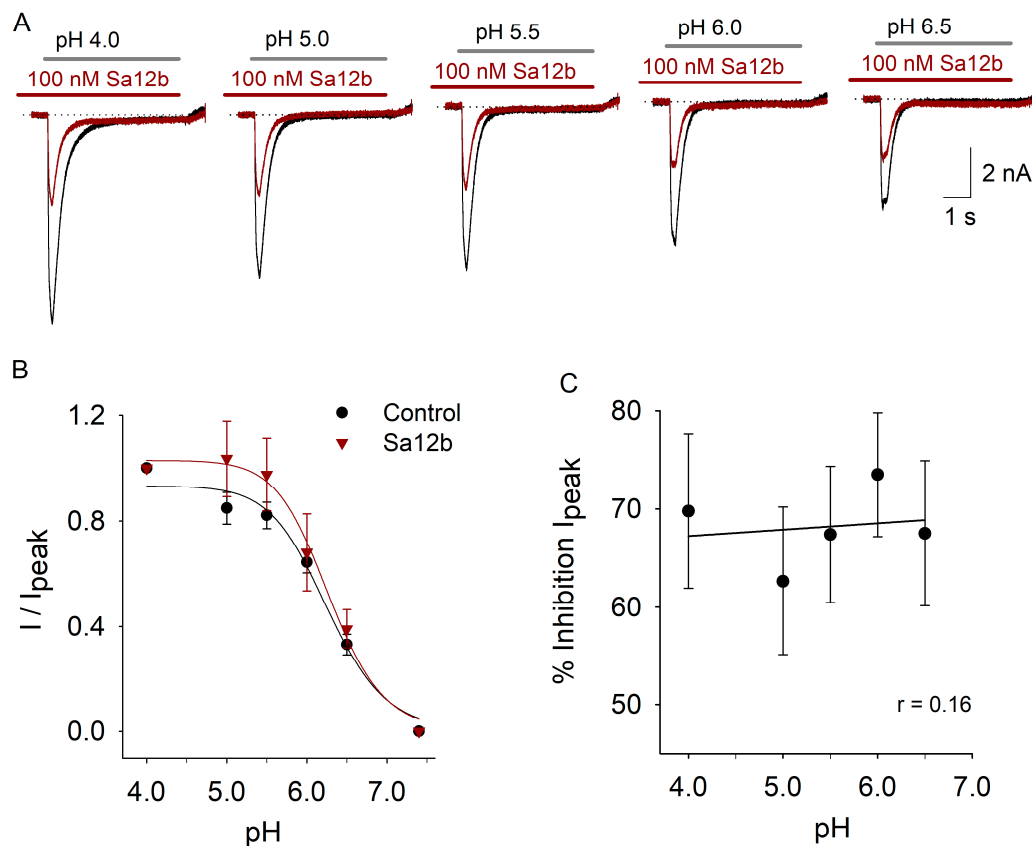 A
pH 4.0
100 nM Sa12b
pH 5.0
100 nM Sa12b
pH 5.5
100 nM Sa12b
pH 6.0
100 nM Sa12b
pH 6.5
100 nM Sa12b
2 nA
1 s
B
Control
Sa12b
I / Ipeak
1.2
0.8
0.4
0.0
4.0 5.0 6.0 7.0
pH
C
% Inhibition Ipeak
80
70
60
50
r = 0.16
4.0 5.0 6.0 7.0
pH